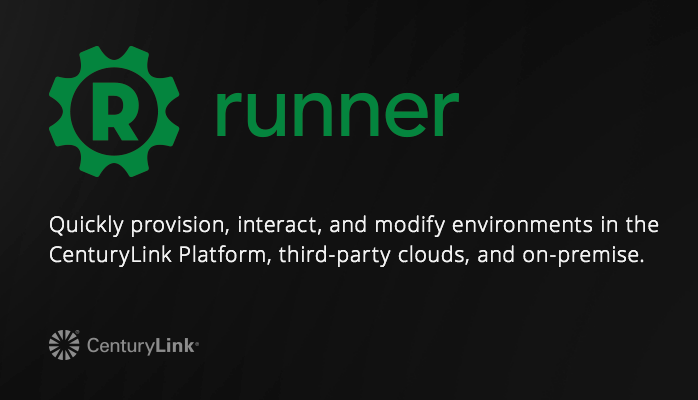 R runner
Quickly provision, interact, and modify environments in the
CenturyLink Platform, third-party clouds, and on-premise.
CenturyLink®